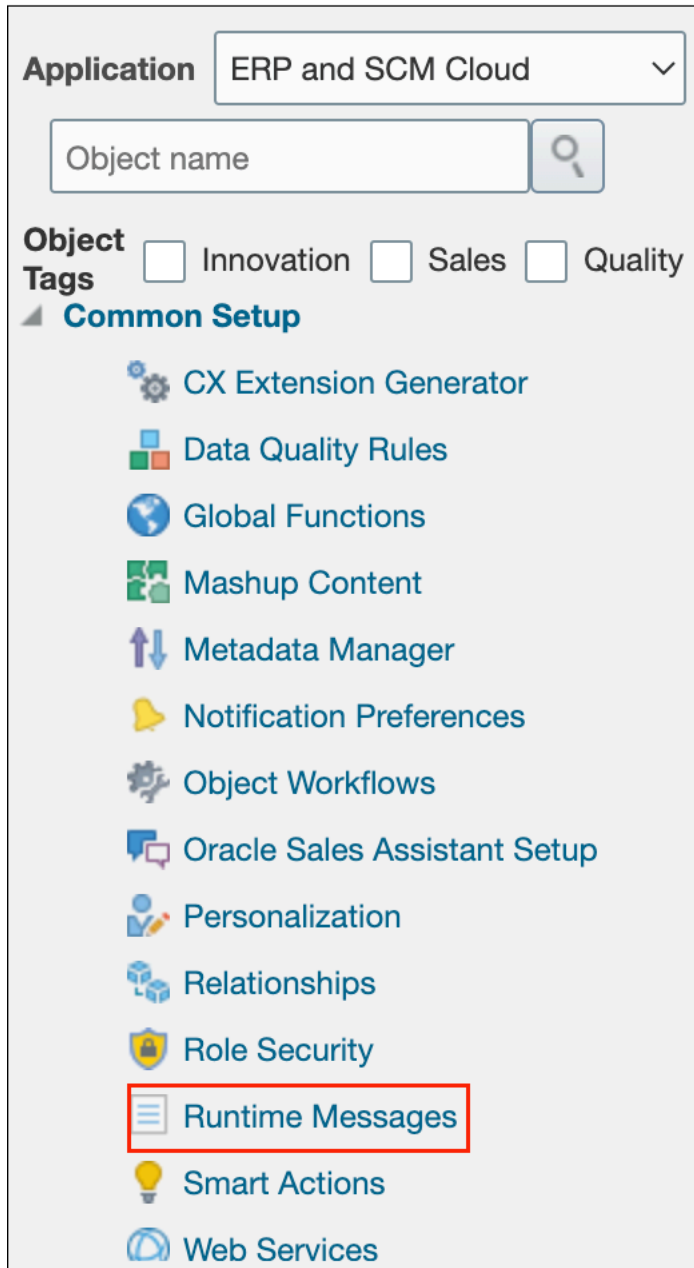 Application ERP and SCM Cloud
Object name
Object Tags Innovation Sales Quality
Common Setup
CX Extension Generator
Data Quality Rules
Global Functions
Mashup Content
Metadata Manager
Notification Preferences
Object Workflows
Oracle Sales Assistant Setup
Personalization
Relationships
Role Security
Runtime Messages
Smart Actions
Web Services